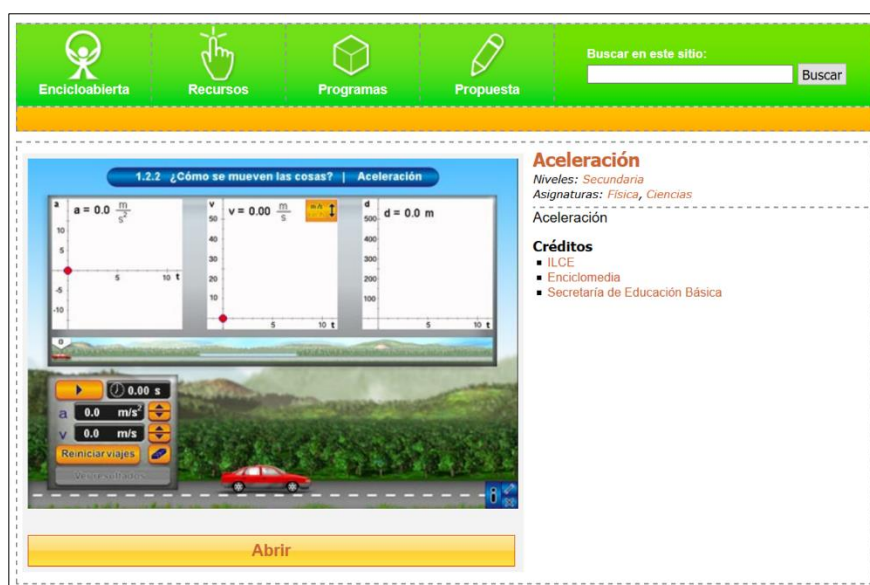 Buscar en este sitio:
Buscar
Encicloabierta
Recursos
Programas
Propuesta
1.2.2 ¿Cómo se mueven las cosas? | Aceleración
a
a = 0.0 m/s²
10
5
-5
-10
5
10 t
v
v = 0.00 m/s
m/s
50
40
30
20
10
5
10 t
d
d = 0.0 m
500
400
300
200
100
5
10 t
0
0.00 s
a 0.0 m/s²
v 0.0 m/s
Reiniciar viajes
Ver resultados
i
Abrir
Aceleración
Niveles: Secundaria
Asignaturas: Física, Ciencias
Aceleración
Créditos
ILCE
Enciclomedia
Secretaría de Educación Básica